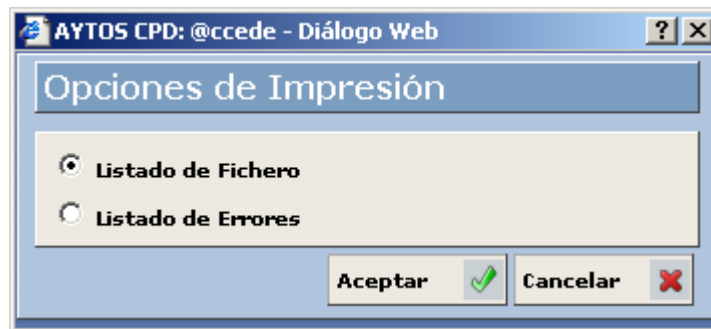 AYTOS CPD: @ccede - Diálogo Web
Opciones de Impresión
Listado de Fichero
Listado de Errores
Aceptar Cancelar